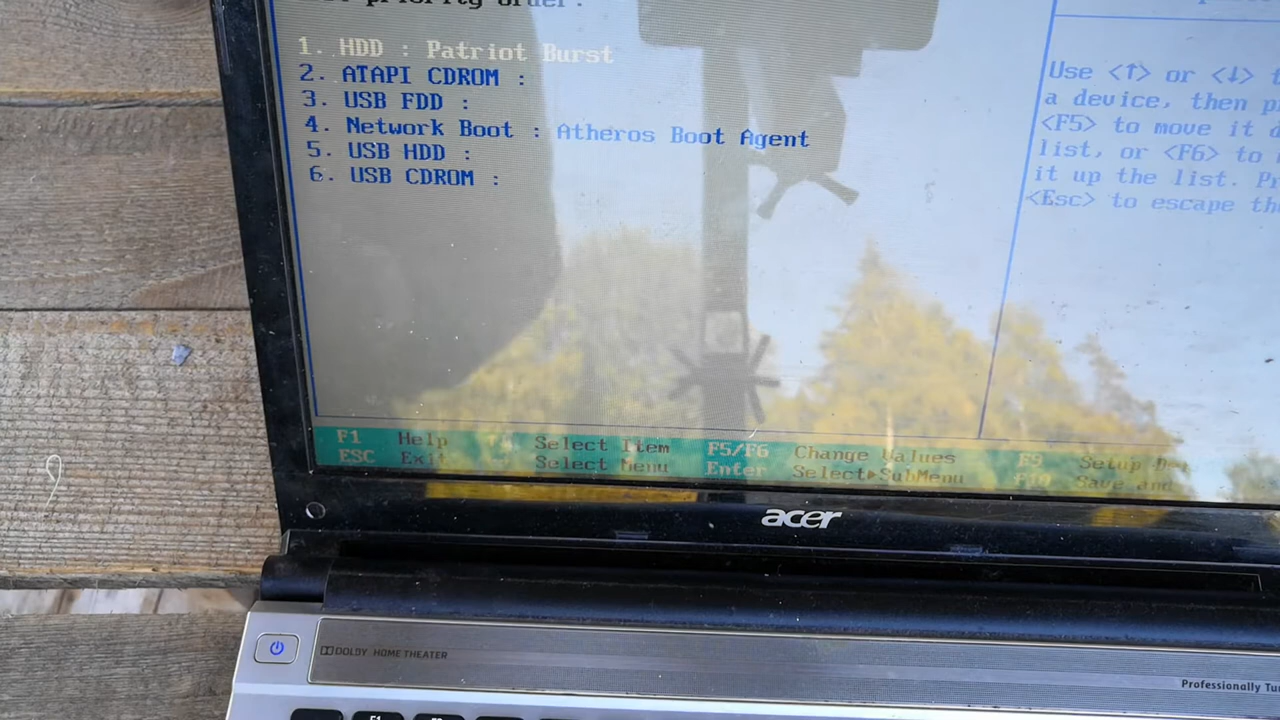 priority order:
1. HDD : Patriot Burst
2. ATAPI CDROM :
3. USB FDD :
4. Network Boot : Atheros Boot Agent
5. USB HDD :
6. USB CDROM :
Use <↑> or <↓>
a device, then
<F5> to move it
list, or <F6> to
it up the list.
<Esc> to escape
F1 Help Select Item F5/F6 Change Values F9 Setup
ESC Exit Select Menu Enter Select▸SubMenu F10 Save and
acer
DOLBY HOME THEATER
Professionally
F1